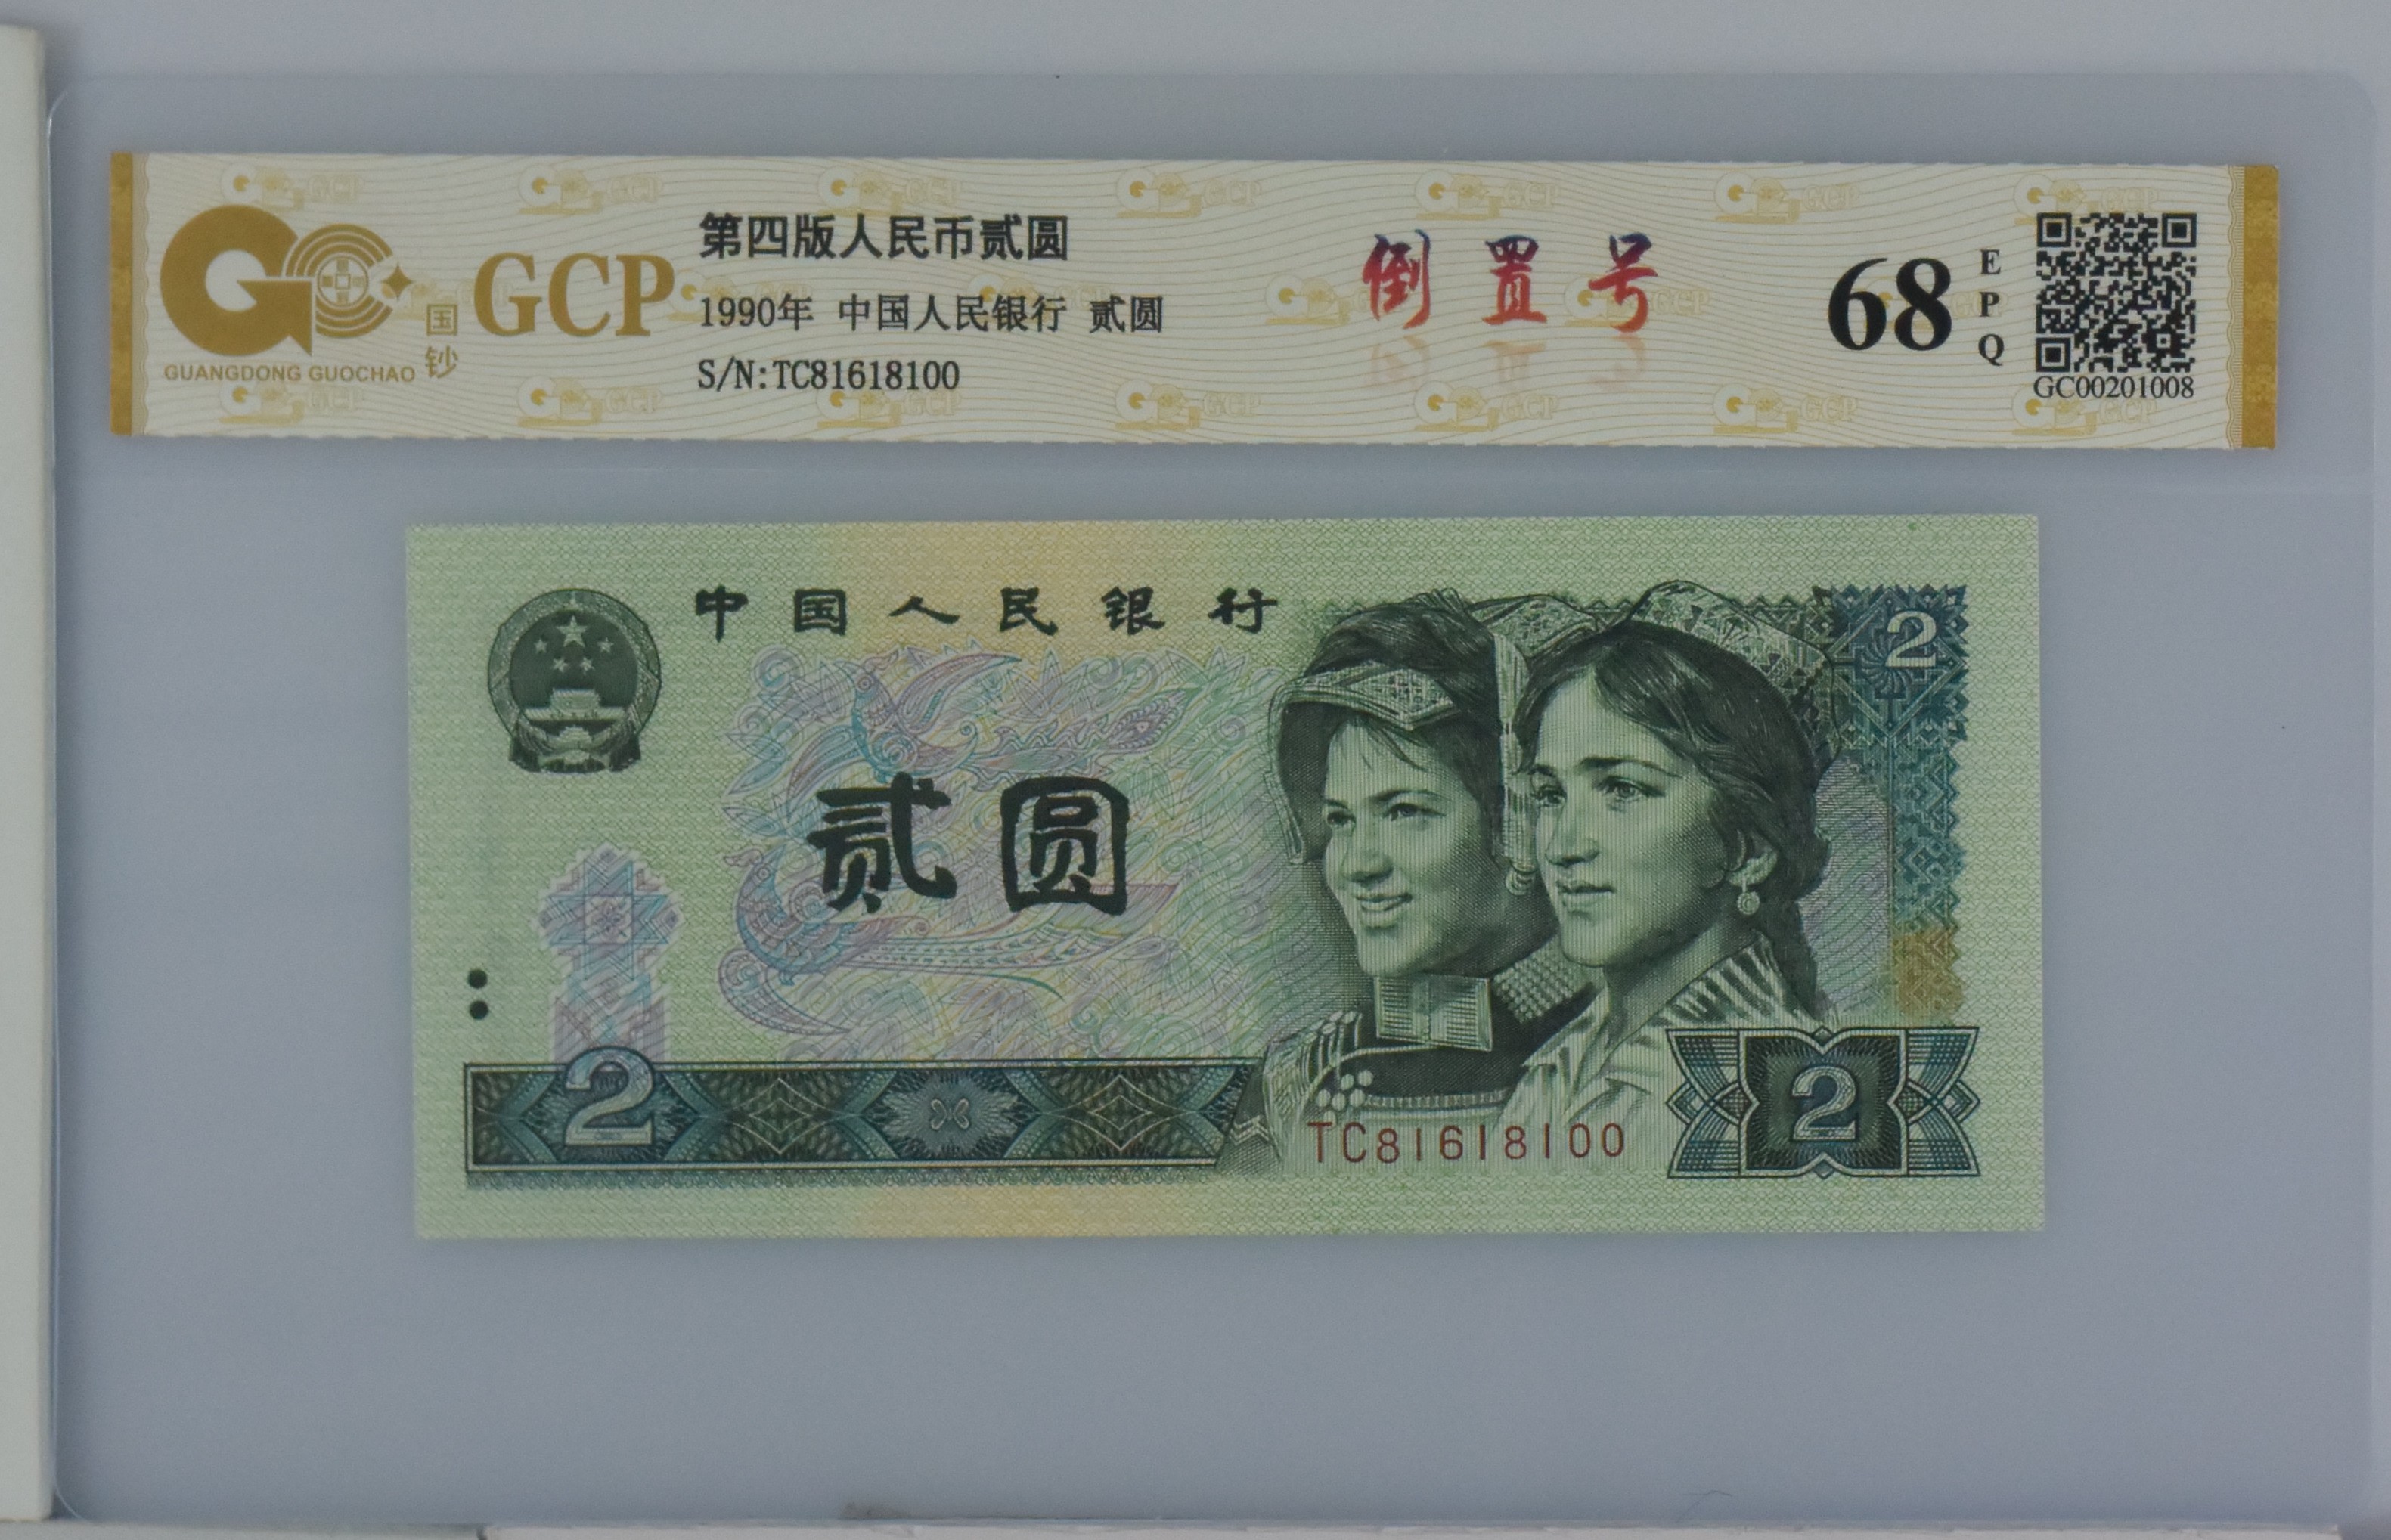 GCP
国钞
GUANGDONG GUOCHAO
第四版人民币贰圆
1990年 中国人民银行 贰圆
S/N:TC81618100
倒置号
68
EPQ
GC00201008
中国人民银行
2
贰圆
2
TC81618100
2